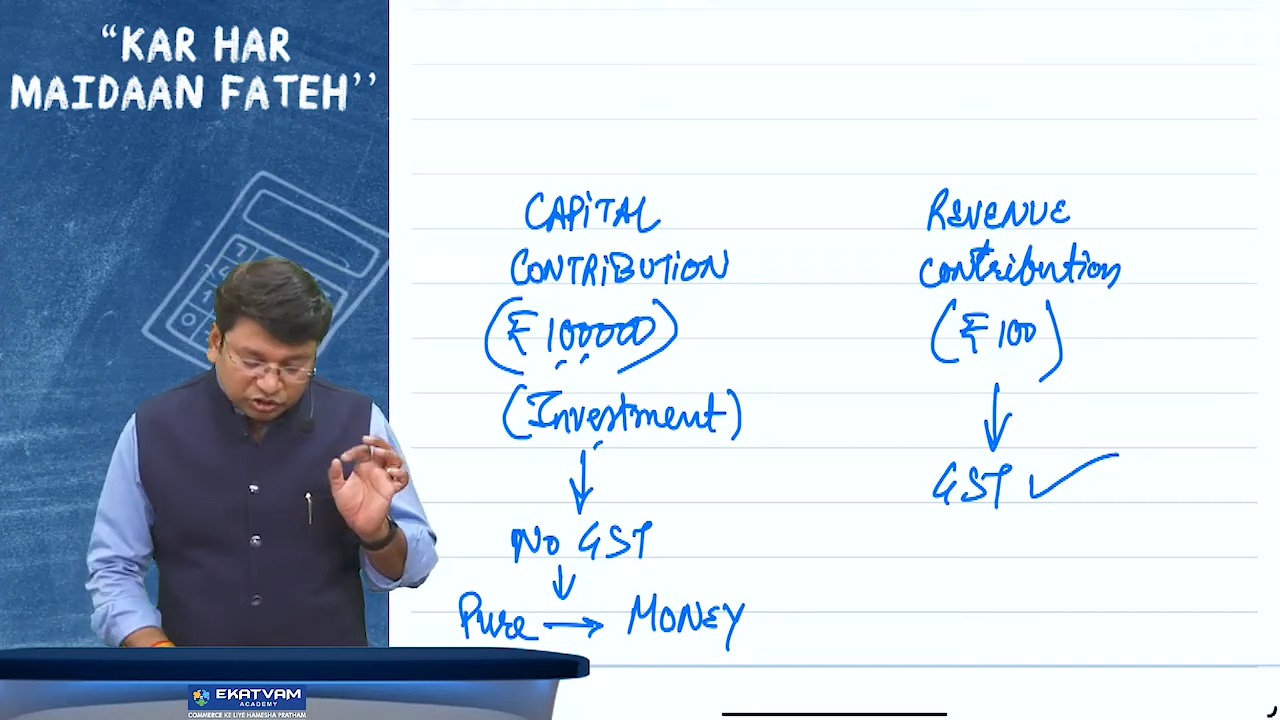 “KAR HAR
MAIDAAN FATEH’’
CAPITAL
CONTRIBUTION
(₹ 100000)
(Investment)
No GST
Pure → MONEY
REVENUE
contribution
(₹ 100)
GST ✓
EKATVAM
ACADEMY
COMMERCE KE LIYE HAMESHA PRATHAM